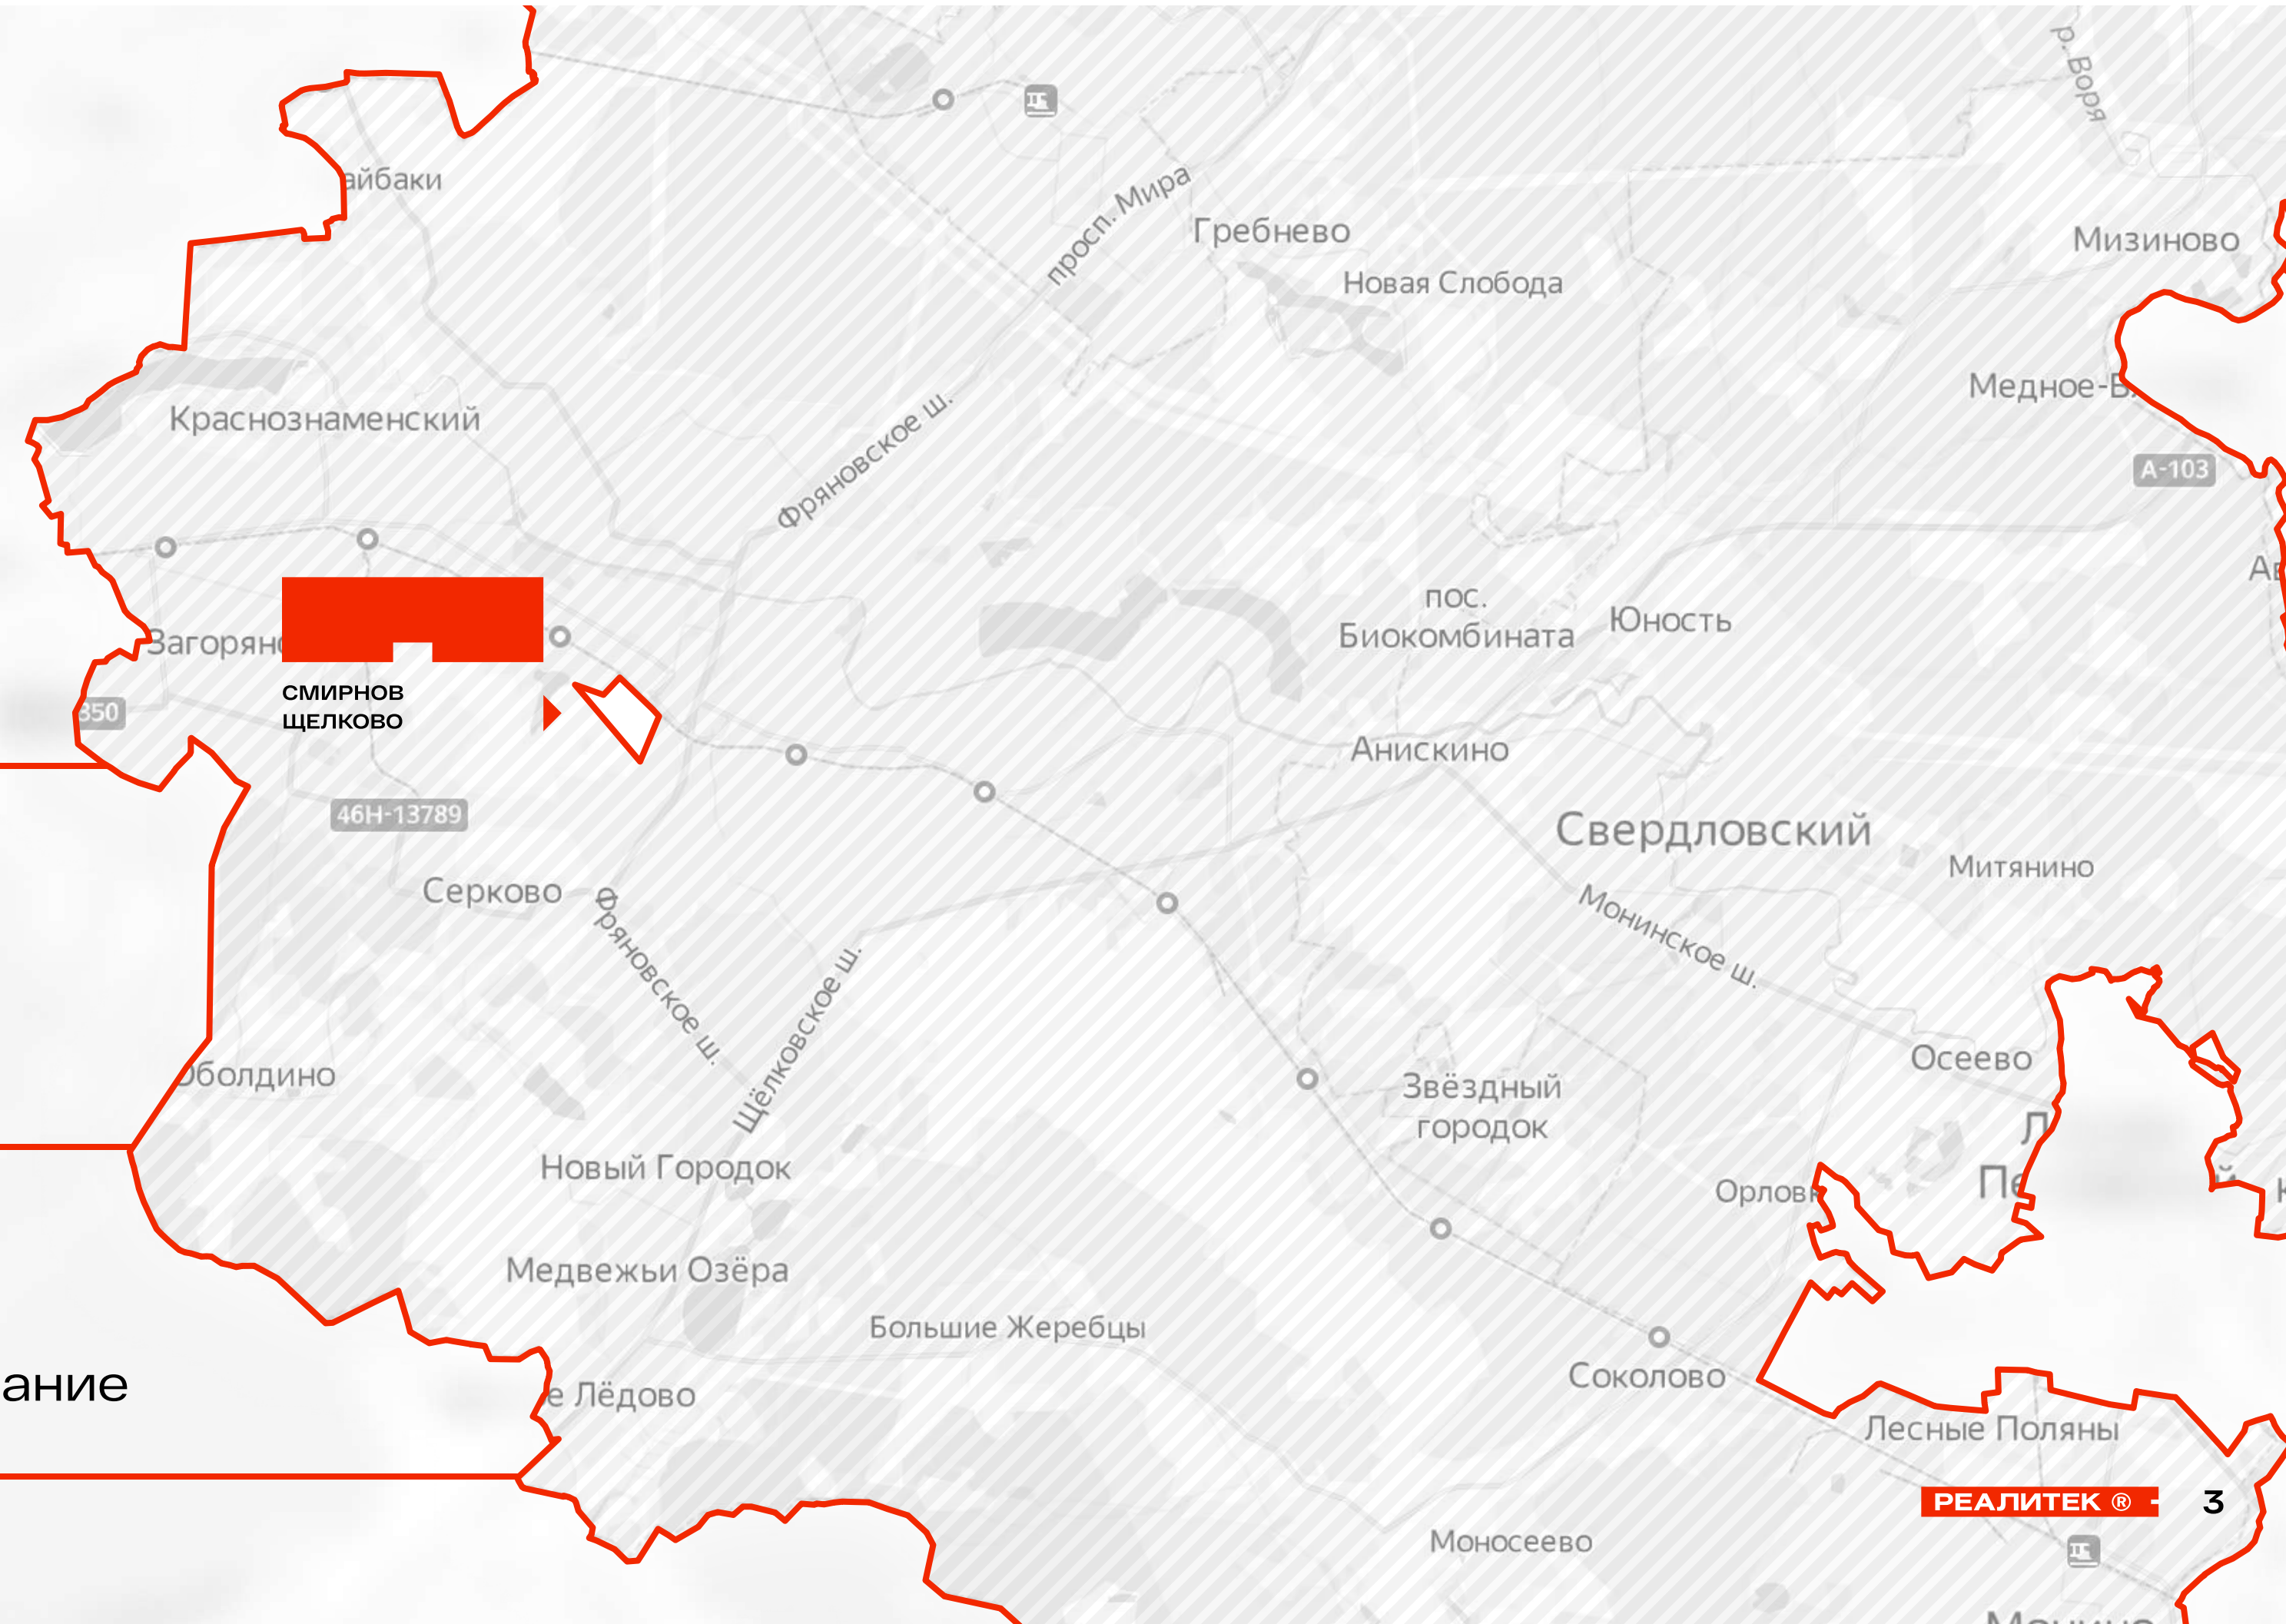 р. Воря
айбаки
просп. Мира
Гребнево
Мизиново
Новая Слобода
Медное-В
Краснознаменский
Фряновское ш.
А-103
пос.
Биокомбината
Юность
Загорян
СМИРНОВ
ЩЕЛКОВО
350
Анискино
46Н-13789
Свердловский
Митянино
Серково
Фряновское ш.
Монинское ш.
Щёлковское ш.
Осеево
Оболдино
Звёздный
городок
Новый Городок
Орловк
Медвежьи Озёра
Большие Жеребцы
Соколово
ание
е Лёдово
Лесные Поляны
РЕАЛИТЕК ®
3
Моносеево